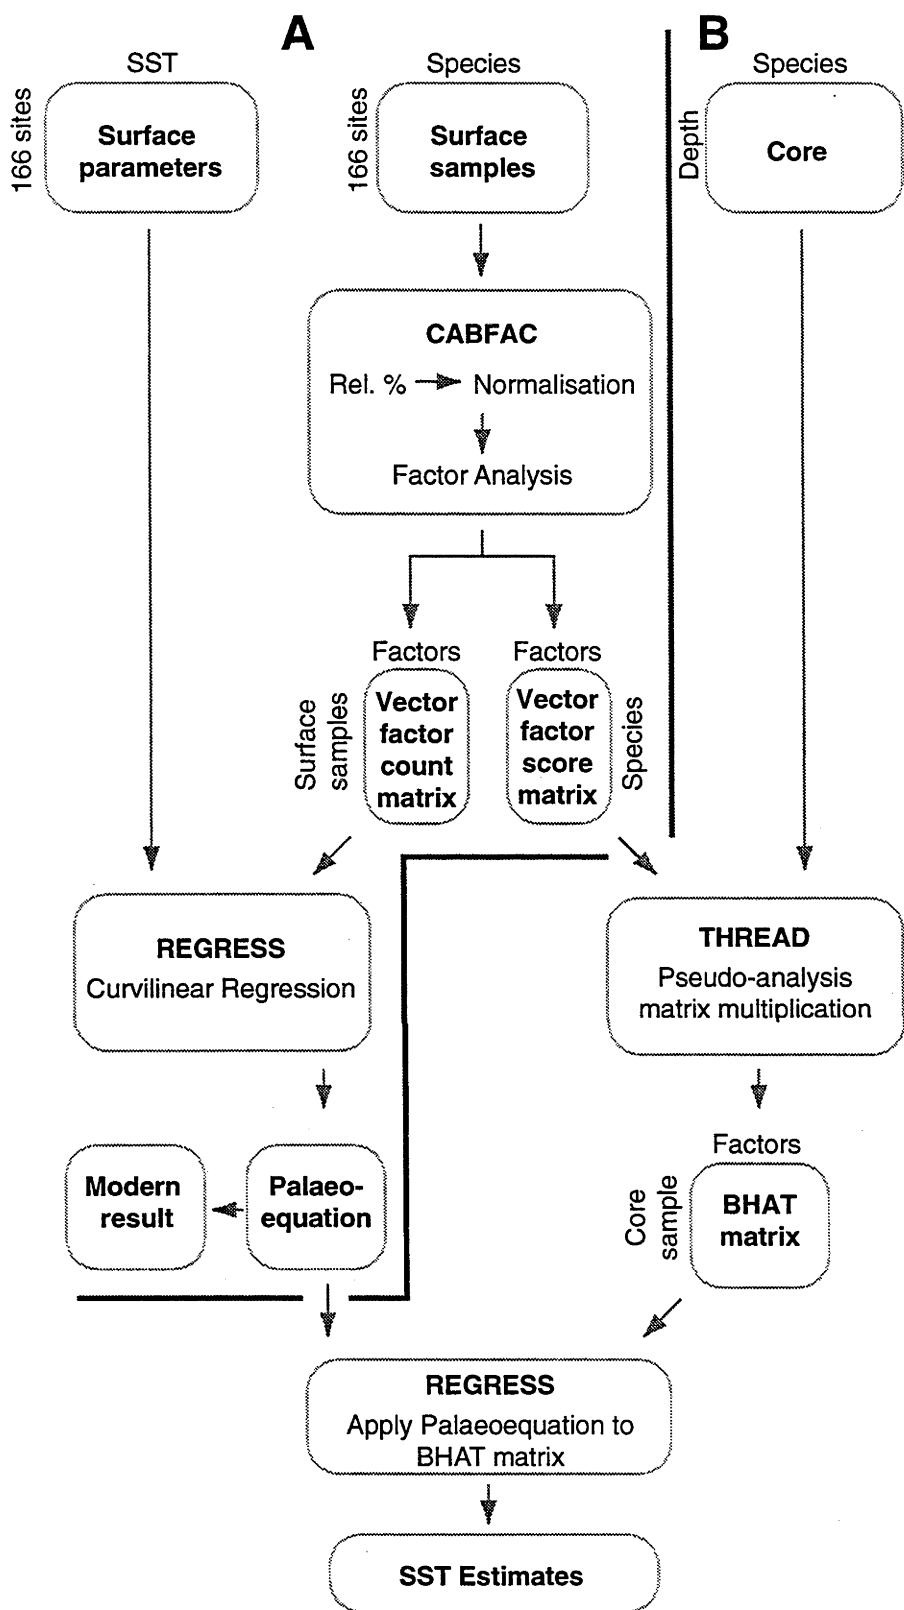 A
B
SST
Species
Species
166 sites
Surface
parameters
166 sites
Surface
samples
Depth
Core
CABFAC
Rel. %
Normalisation
Factor Analysis
Factors
Factors
Surface
samples
Vector
factor
count
matrix
Vector
factor
score
matrix
Species
REGRESS
Curvilinear Regression
THREAD
Pseudo-analysis
matrix multiplication
Factors
Modern
result
Palaeo-
equation
Core
sample
BHAT
matrix
REGRESS
Apply Palaeoequation to
BHAT matrix
SST Estimates